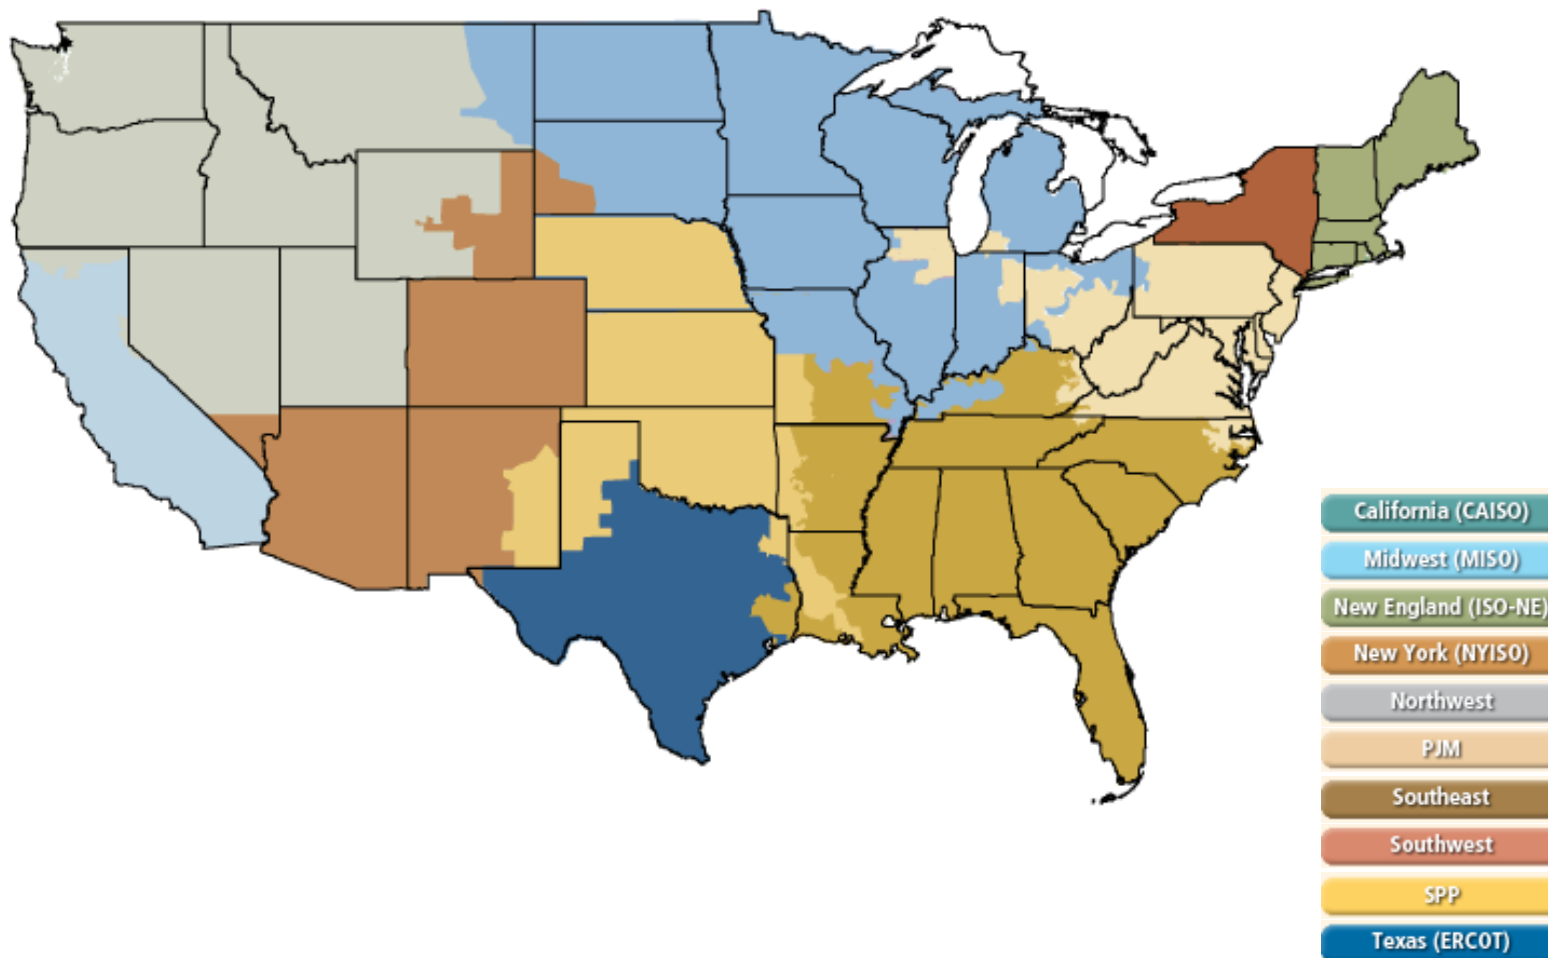 California (CAISO)
Midwest (MISO)
New England (ISO-NE)
New York (NYISO)
Northwest
PJM
Southeast
Southwest
SPP
Texas (ERCOT)